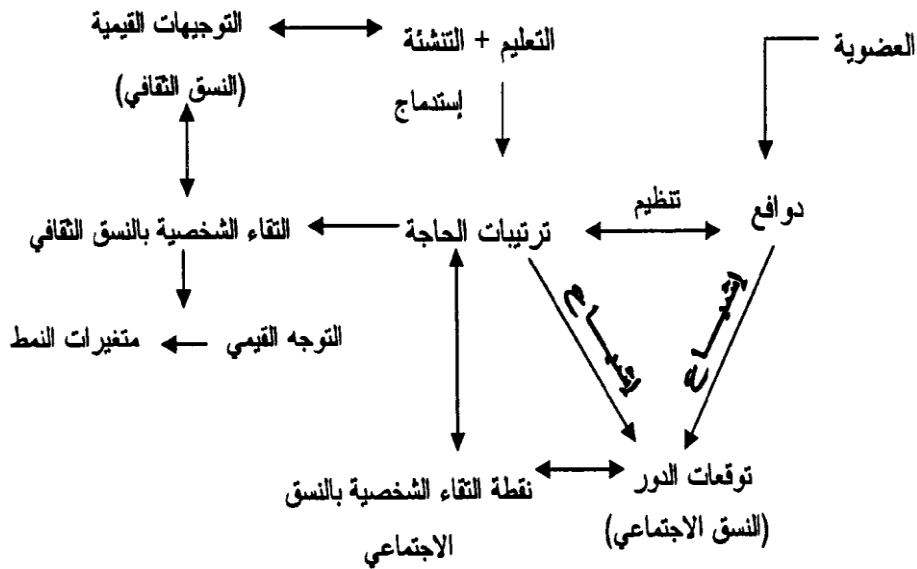 العضوية
التعليم + التنشئة
التوجيهات القيمية
(النسق الثقافي)
إستدماج
دوافع
تنظيم
ترتيبات الحاجة
التقاء الشخصية بالنسق الثقافي
إشباع
إشباع
التوجه القيمي
متغيرات النمط
توقعات الدور
(النسق الاجتماعي)
نقطة التقاء الشخصية بالنسق
الاجتماعي